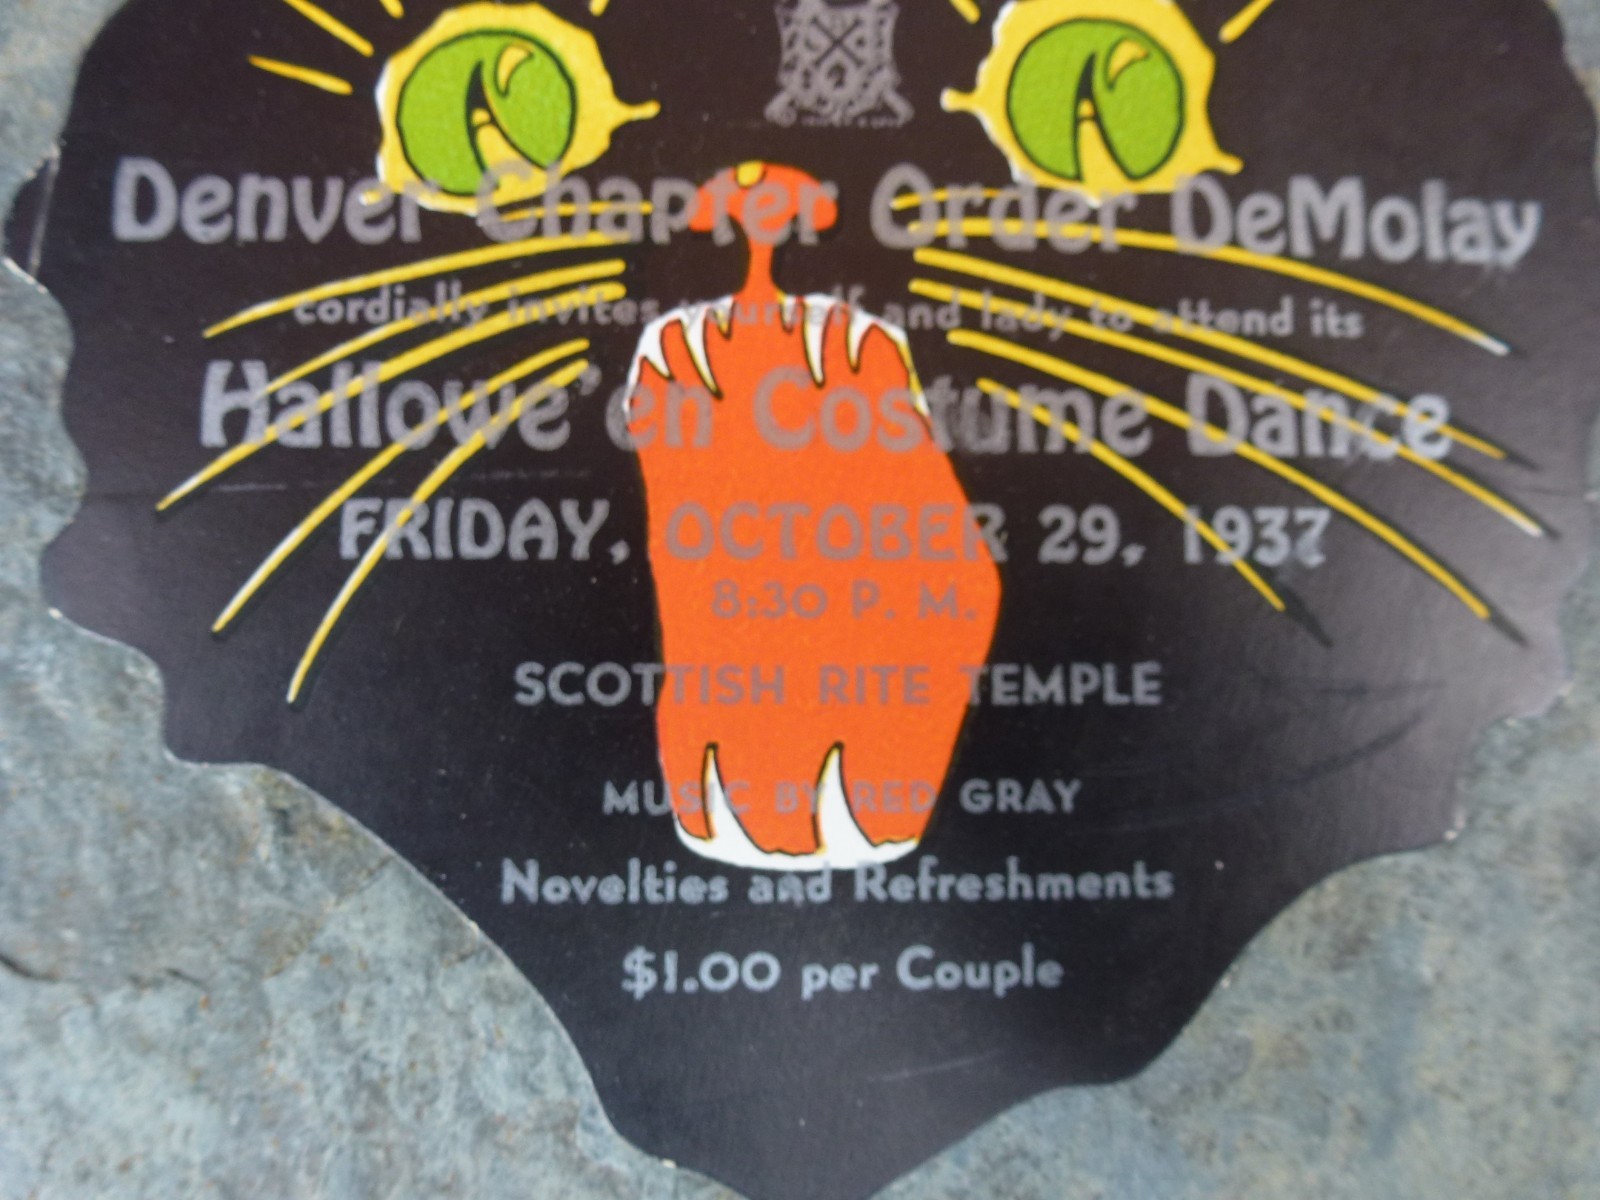 Denver Chapter Order DeMolay
cordially invites yourself and lady to attend its
Hallowe'en Costume Dance
FRIDAY, OCTOBER 29, 1937
8:30 P. M.
SCOTTISH RITE TEMPLE
MUSIC BY RED GRAY
Novelties and Refreshments
$1.00 per Couple